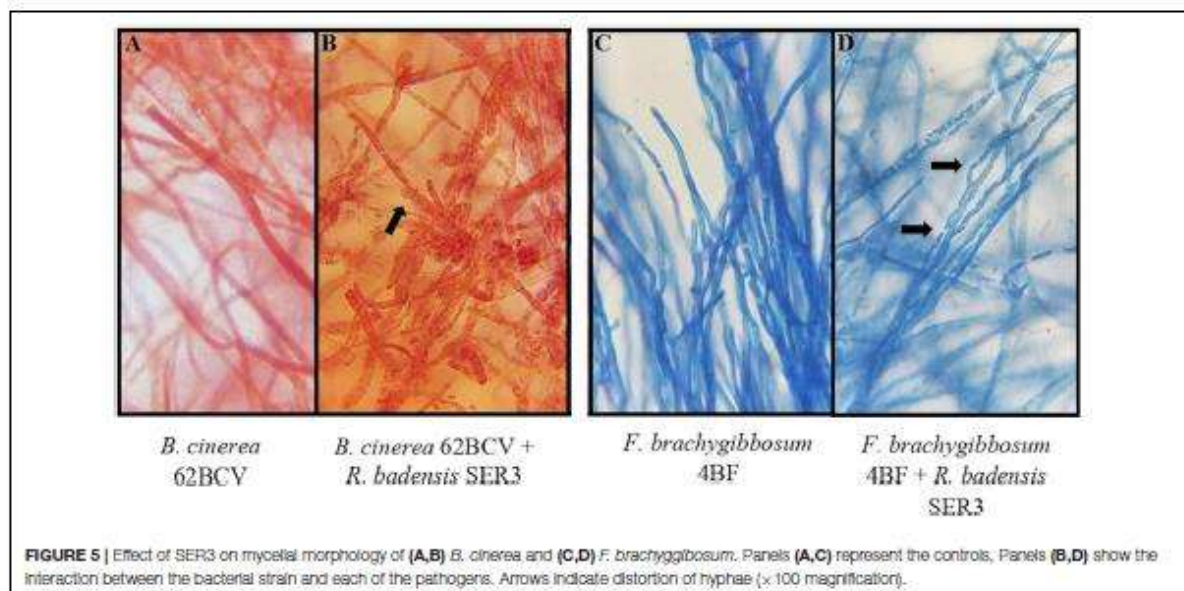 A
B
C
D
B. cinerea
62BCV
B. cinerea 62BCV +
R. badensis SER3
F. brachygibbosum
4BF
F. brachygibbosum
4BF + R. badensis
SER3
FIGURE 5 | Effect of SER3 on mycelial morphology of (A,B) B. cinerea and (C,D) F. brachyggibosum. Panels (A,C) represent the controls, Panels (B,D) show the
interaction between the bacterial strain and each of the pathogens. Arrows indicate distortion of hyphae (×100 magnification).